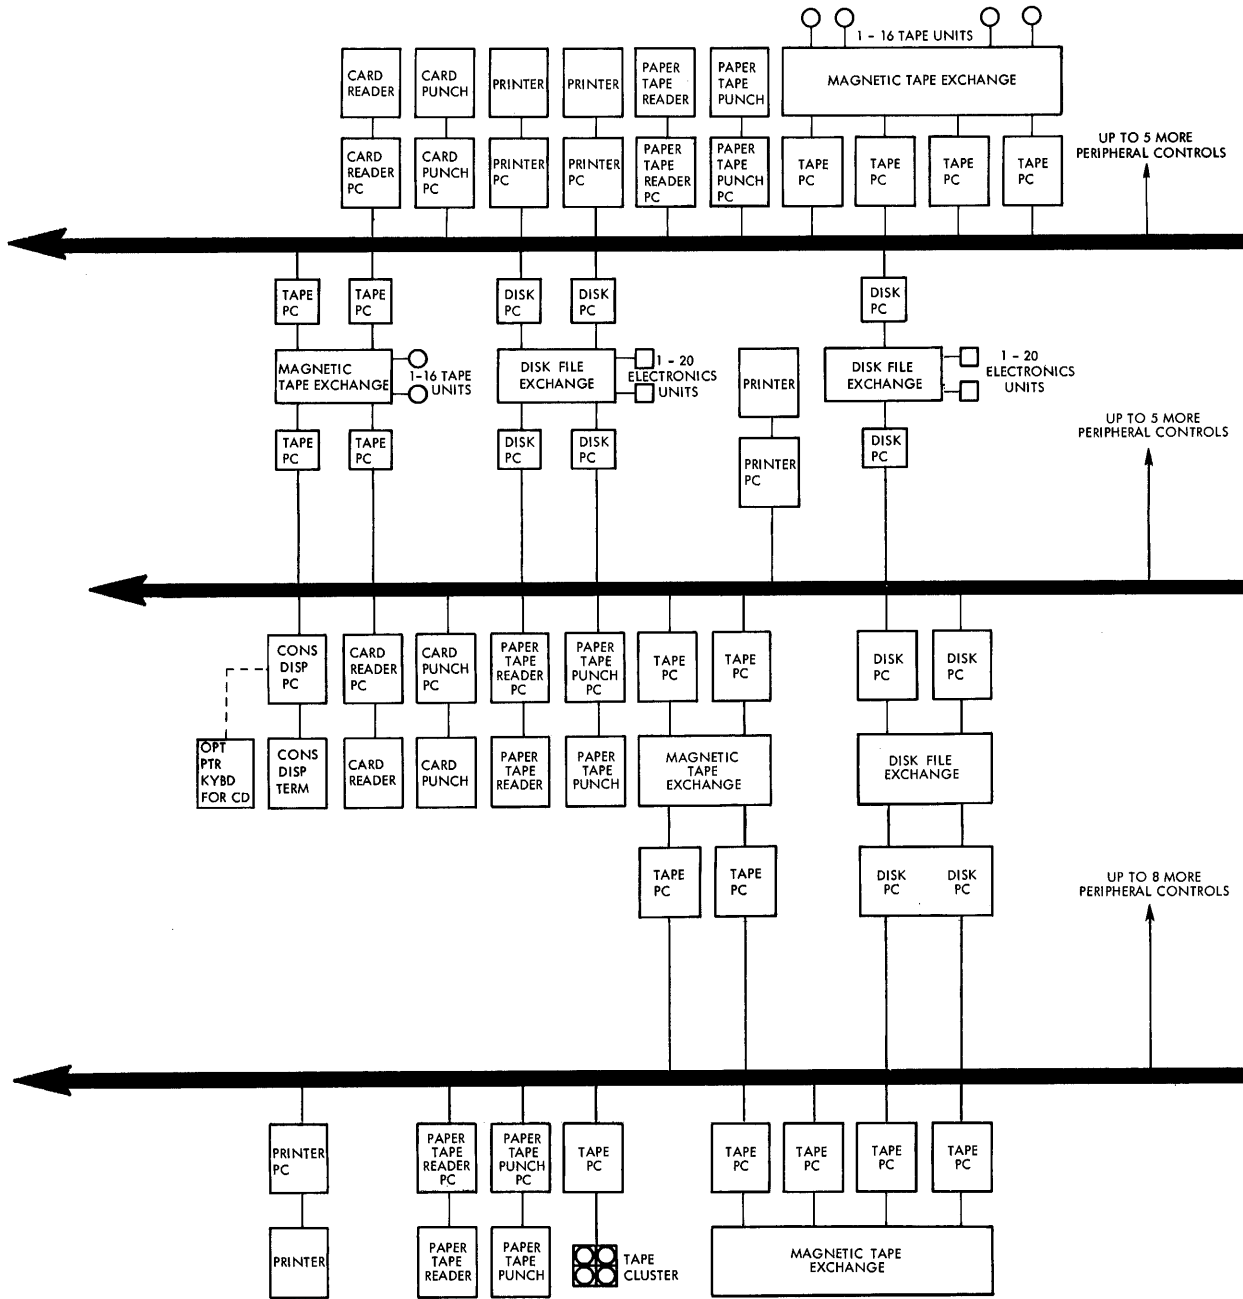 1 - 16 TAPE UNITS
CARD
READER
CARD
PUNCH
PRINTER
PRINTER
PAPER
TAPE
READER
PAPER
TAPE
PUNCH
MAGNETIC TAPE EXCHANGE
CARD
READER
PC
CARD
PUNCH
PC
PRINTER
PC
PRINTER
PC
PAPER
TAPE
READER
PC
PAPER
TAPE
PUNCH
PC
TAPE
PC
TAPE
PC
TAPE
PC
TAPE
PC
UP TO 5 MORE
PERIPHERAL CONTROLS
TAPE
PC
TAPE
PC
DISK
PC
DISK
PC
DISK
PC
MAGNETIC
TAPE EXCHANGE
1-16 TAPE
UNITS
DISK FILE
EXCHANGE
1 - 20
ELECTRONICS
UNITS
PRINTER
DISK FILE
EXCHANGE
1 - 20
ELECTRONICS
UNITS
TAPE
PC
TAPE
PC
DISK
PC
DISK
PC
PRINTER
PC
DISK
PC
UP TO 5 MORE
PERIPHERAL CONTROLS
CONS
DISP
PC
CARD
READER
PC
CARD
PUNCH
PC
PAPER
TAPE
READER
PC
PAPER
TAPE
PUNCH
PC
TAPE
PC
TAPE
PC
DISK
PC
DISK
PC
OPT
PTR
KYBD
FOR CD
CONS
DISP
TERM
CARD
READER
CARD
PUNCH
PAPER
TAPE
READER
PAPER
TAPE
PUNCH
MAGNETIC
TAPE
EXCHANGE
DISK FILE
EXCHANGE
TAPE
PC
TAPE
PC
DISK
PC
DISK
PC
UP TO 8 MORE
PERIPHERAL CONTROLS
PRINTER
PC
PAPER
TAPE
READER
PC
PAPER
TAPE
PUNCH
PC
TAPE
PC
TAPE
PC
TAPE
PC
TAPE
PC
TAPE
PC
PRINTER
PAPER
TAPE
READER
PAPER
TAPE
PUNCH
TAPE
CLUSTER
MAGNETIC TAPE
EXCHANGE